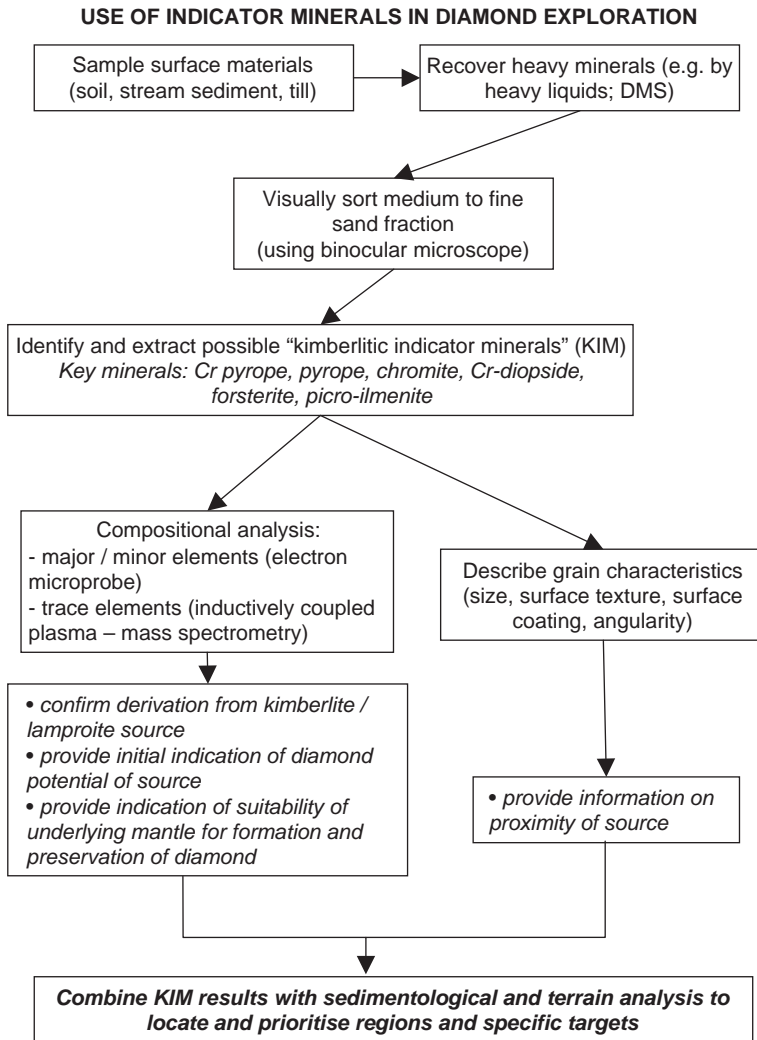 USE OF INDICATOR MINERALS IN DIAMOND EXPLORATION
Sample surface materials
(soil, stream sediment, till)
Recover heavy minerals (e.g. by
heavy liquids; DMS)
Visually sort medium to fine
sand fraction
(using binocular microscope)
Identify and extract possible “kimberlitic indicator minerals” (KIM)
Key minerals: Cr pyrope, pyrope, chromite, Cr-diopside,
forsterite, picro-ilmenite
Compositional analysis:
- major / minor elements (electron
microprobe)
- trace elements (inductively coupled
plasma – mass spectrometry)
Describe grain characteristics
(size, surface texture, surface
coating, angularity)
• confirm derivation from kimberlite /
lamproite source
• provide initial indication of diamond
potential of source
• provide indication of suitability of
underlying mantle for formation and
preservation of diamond
• provide information on
proximity of source
Combine KIM results with sedimentological and terrain analysis to
locate and prioritise regions and specific targets